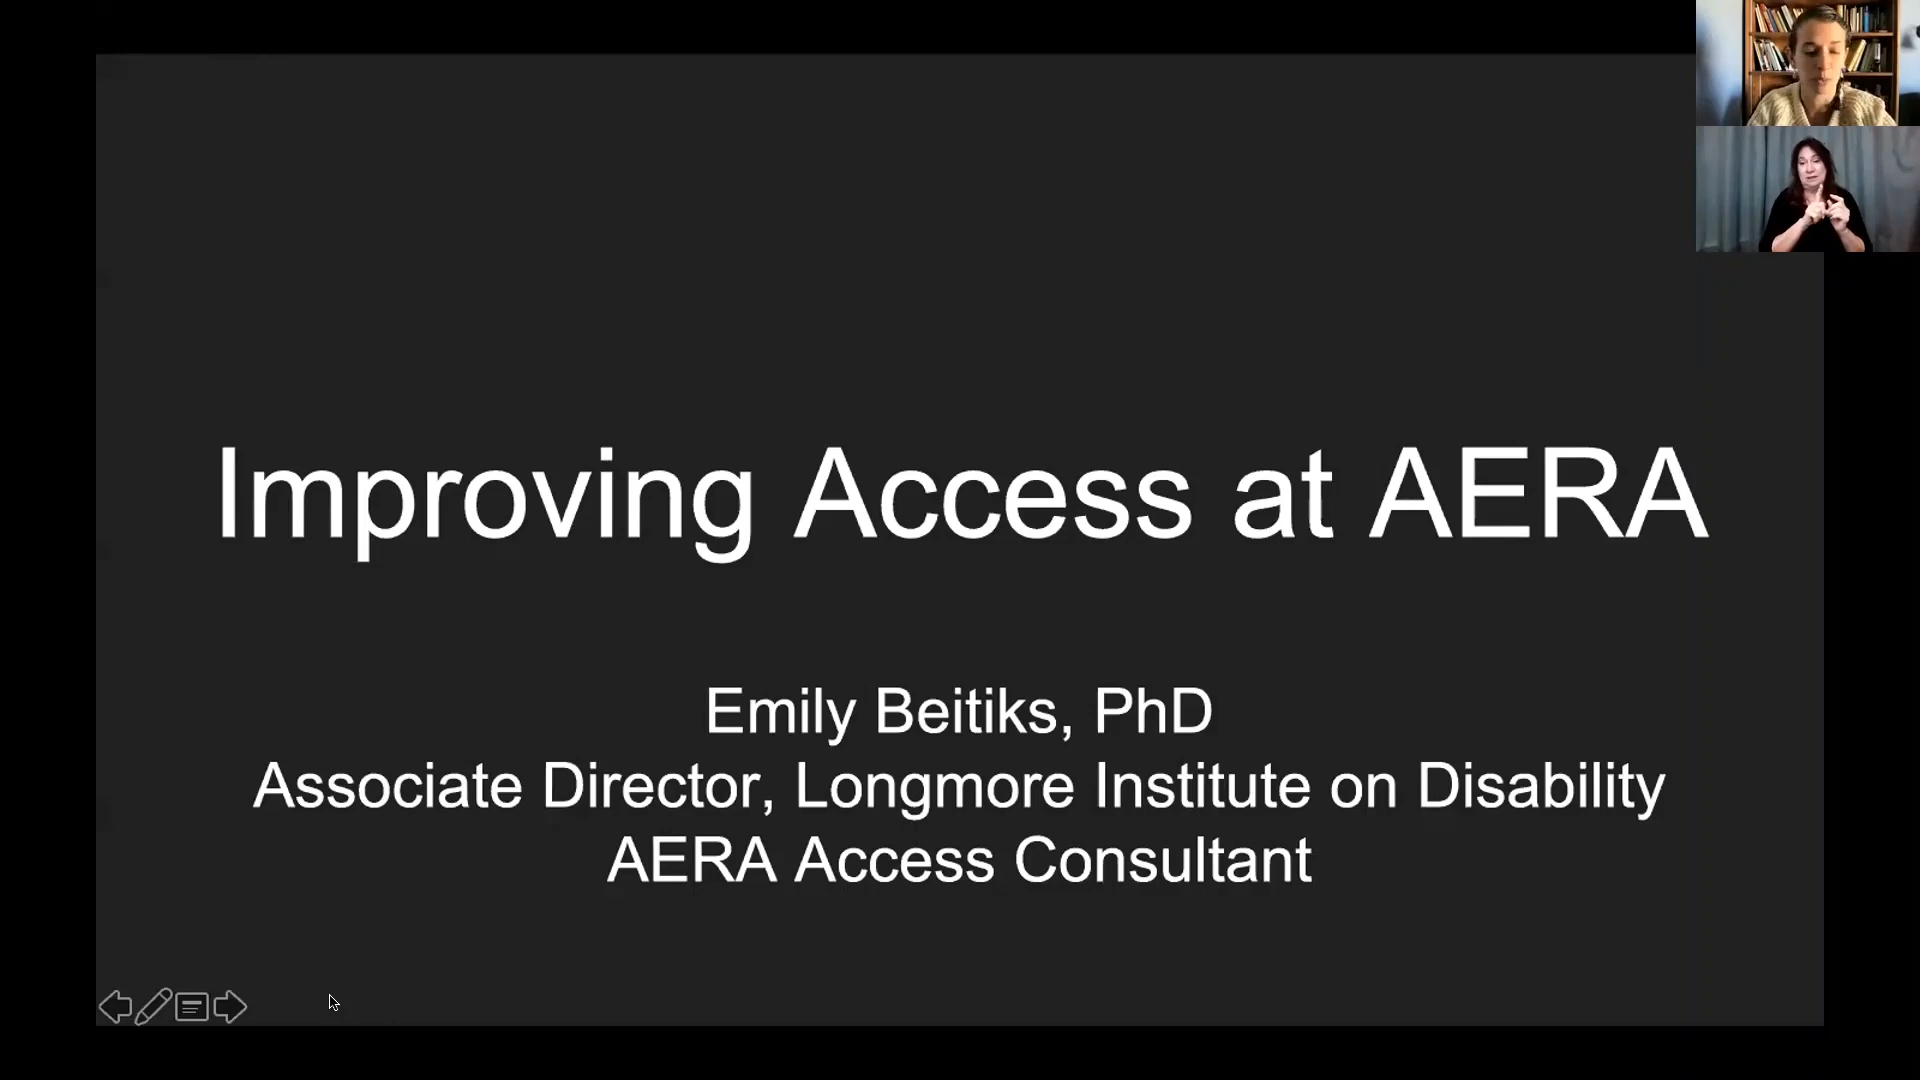 Improving Access at AERA
Emily Beitiks, PhD
Associate Director, Longmore Institute on Disability
AERA Access Consultant